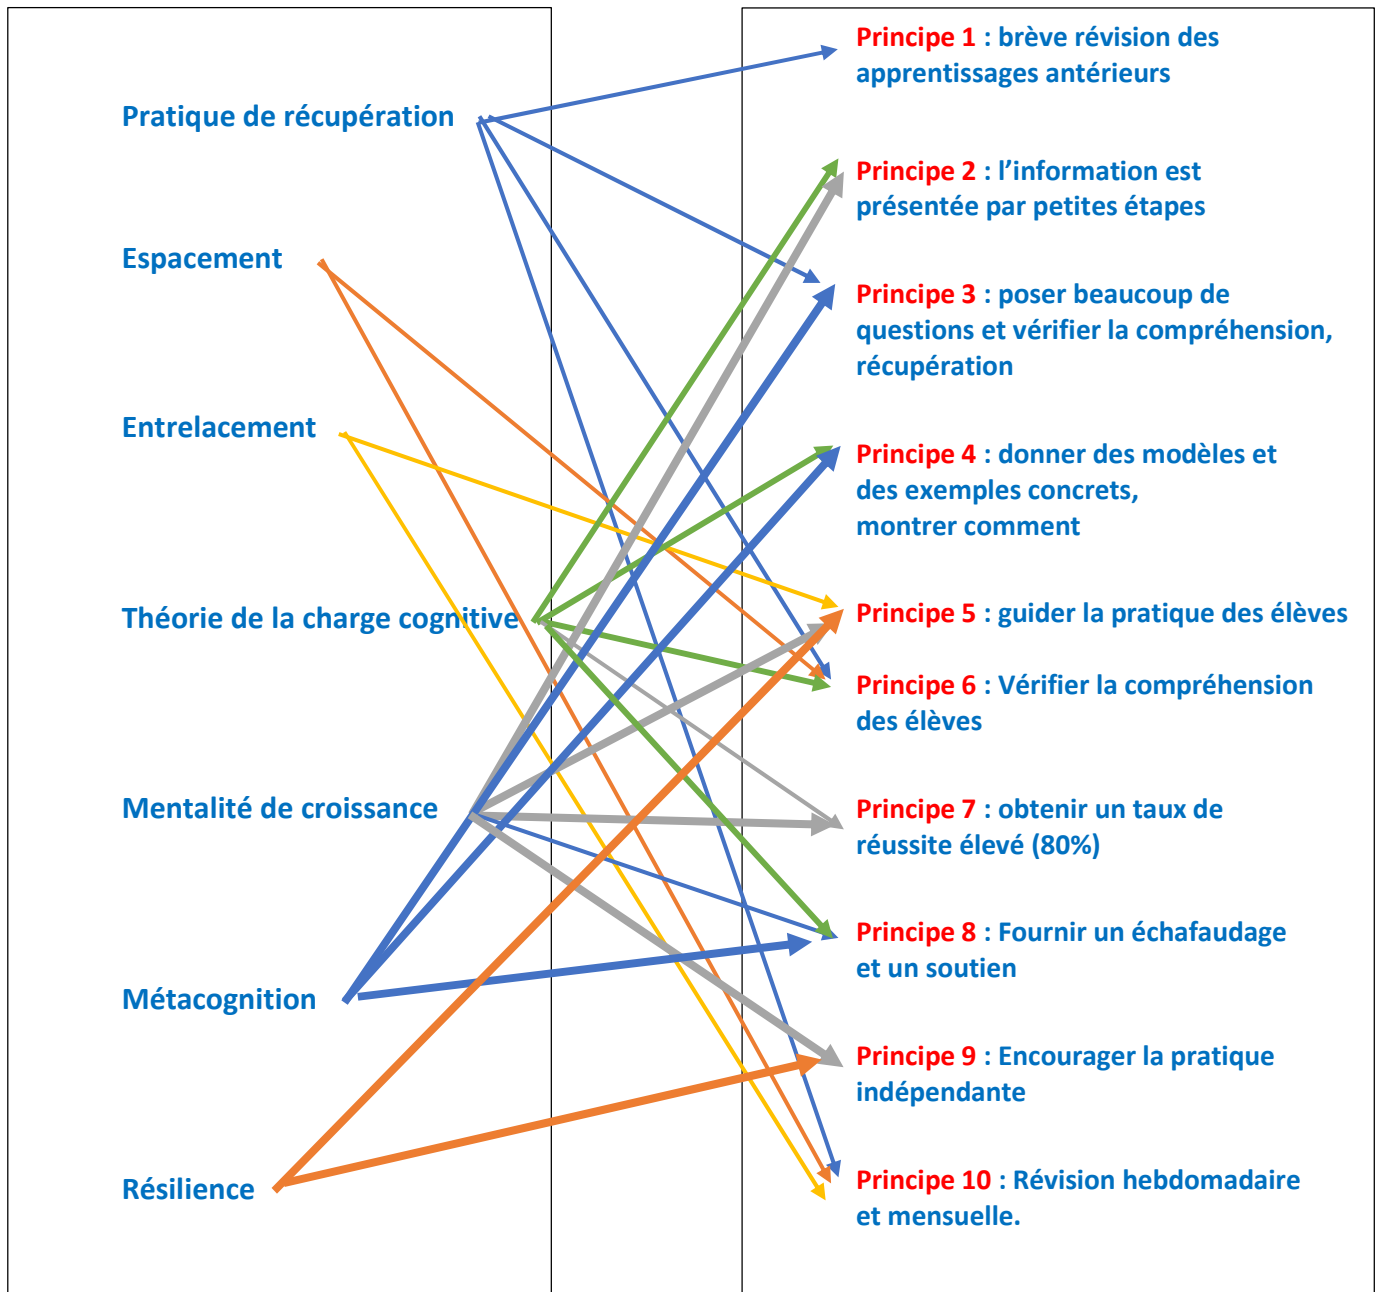 Pratique de récupération
Espacement
Entrelacement
Théorie de la charge cognitive
Mentalité de croissance
Métacognition
Résilience
Principe 1 : brève révision des
apprentissages antérieurs
Principe 2 : l’information est
présentée par petites étapes
Principe 3 : poser beaucoup de
questions et vérifier la compréhension,
récupération
Principe 4 : donner des modèles et
des exemples concrets,
montrer comment
Principe 5 : guider la pratique des élèves
Principe 6 : Vérifier la compréhension
des élèves
Principe 7 : obtenir un taux de
réussite élevé (80%)
Principe 8 : Fournir un échafaudage
et un soutien
Principe 9 : Encourager la pratique
indépendante
Principe 10 : Révision hebdomadaire
et mensuelle.